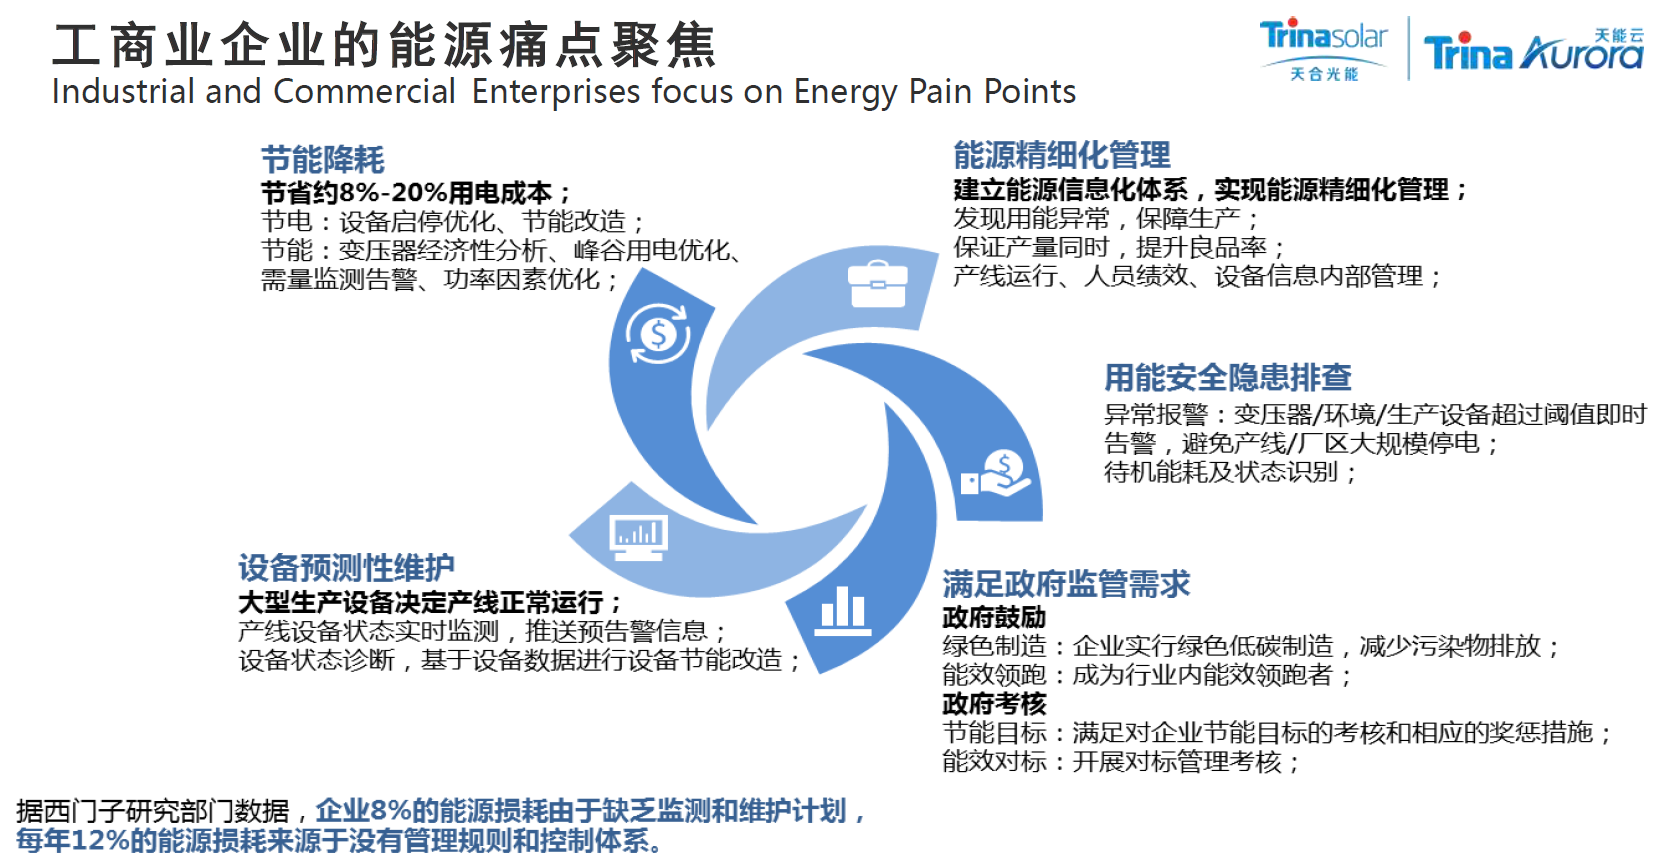 工商业企业的能源痛点聚焦
Industrial and Commercial Enterprises focus on Energy Pain Points
Trinasolar
天合光能
天能云
Trina Aurora
节能降耗
节省约8%-20%用电成本；
节电：设备启停优化、节能改造；
节能：变压器经济性分析、峰谷用电优化、
需量监测告警、功率因素优化；
能源精细化管理
建立能源信息化体系，实现能源精细化管理；
发现用能异常，保障生产；
保证产量同时，提升良品率；
产线运行、人员绩效、设备信息内部管理；
用能安全隐患排查
异常报警：变压器/环境/生产设备超过阈值即时
告警，避免产线/厂区大规模停电；
待机能耗及状态识别；
设备预测性维护
大型生产设备决定产线正常运行；
产线设备状态实时监测，推送预告警信息；
设备状态诊断，基于设备数据进行设备节能改造；
满足政府监管需求
政府鼓励
绿色制造：企业实行绿色低碳制造，减少污染物排放；
能效领跑：成为行业内能效领跑者；
政府考核
节能目标：满足对企业节能目标的考核和相应的奖惩措施；
能效对标：开展对标管理考核；
据西门子研究部门数据，企业8%的能源损耗由于缺乏监测和维护计划，
每年12%的能源损耗来源于没有管理规则和控制体系。